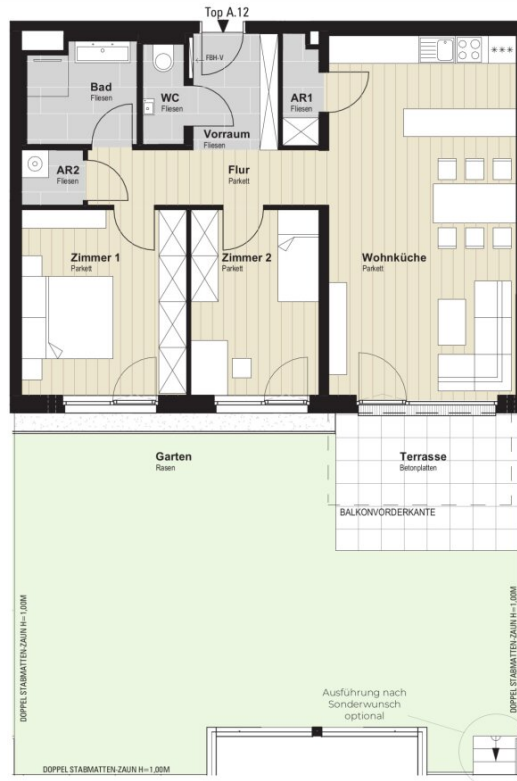 Top A.12
FBH-V
Bad
Fliesen
WC
Fliesen
Vorraum
Fliesen
AR1
Fliesen
AR2
Fliesen
Flur
Parkett
Zimmer 1
Parkett
Zimmer 2
Parkett
Wohnküche
Parkett
Garten
Rasen
Terrasse
Betonplatten
BALKONVORDERKANTE
DOPPEL STABMATTEN-ZAUN H=1,00M
DOPPEL STABMATTEN-ZAUN H=1,00M
Ausführung nach
Sonderwunsch
optional
DOPPEL STABMATTEN-ZAUN H=1,00M